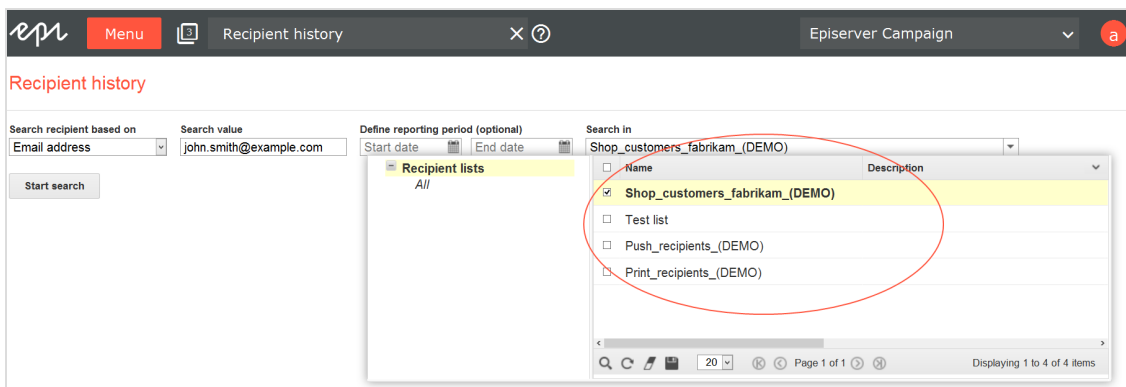 epi Menu 3 Recipient history Episerver Campaign a
Recipient history
Search recipient based on Search value Define reporting period (optional) Search in
Email address john.smith@example.com Start date End date Shop_customers_fabrikam_(DEMO)
Start search
Recipient lists
All
Name Description
Shop_customers_fabrikam_(DEMO)
Test list
Push_recipients_(DEMO)
Print_recipients_(DEMO)
20 Page 1 of 1 Displaying 1 to 4 of 4 items